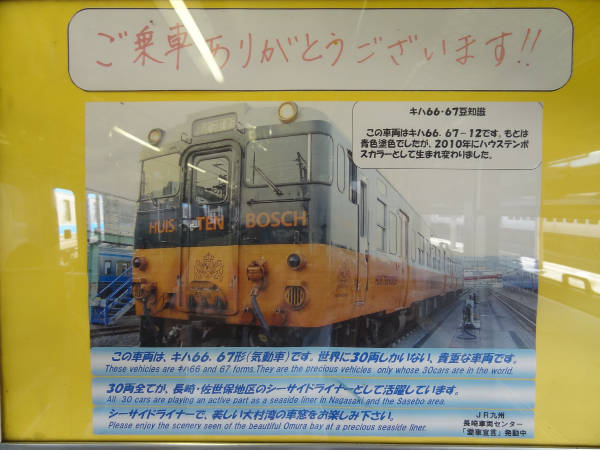 ご乗車ありがとうございます!!
キハ66・67豆知識
この車両はキハ66、67－12です。もとは
青色塗色でしたが、2010年にハウステンボ
スカラーとして生まれ変わりました。
HUIS TEN BOSCH
この車両は、キハ66、67形(気動車)です。世界に30両しかいない、貴重な車両です。
These vehicles are キハ66 and 67 forms.They are the precious vehicles only whose 30cars are in the world.
30両全てが、長崎・佐世保地区のシーサイドライナーとして活躍しています。
All 30 cars are playing an active part as a seaside liner in Nagasaki and the Sasebo area.
シーサイドライナーで、美しい大村湾の車窓をお楽しみ下さい。
Please enjoy the scenery seen of the beautiful Omura bay at a precious seaside liner.
JR九州
長崎車両センター
「愛車宣言」発動中